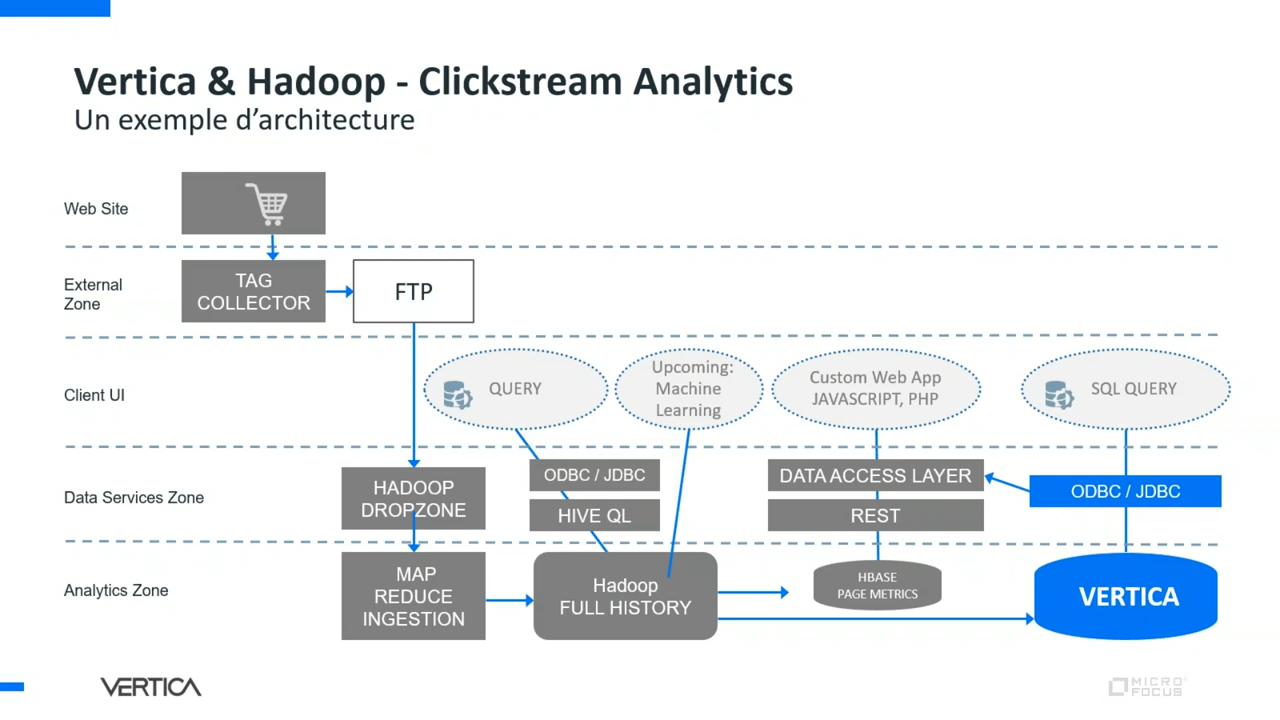 Vertica & Hadoop - Clickstream Analytics
Un exemple d'architecture
Web Site
External
Zone
TAG
COLLECTOR
FTP
Client UI
QUERY
Upcoming:
Machine
Learning
Custom Web App
JAVASCRIPT, PHP
SQL QUERY
Data Services Zone
HADOOP
DROPZONE
ODBC / JDBC
HIVE QL
DATA ACCESS LAYER
REST
ODBC / JDBC
Analytics Zone
MAP
REDUCE
INGESTION
Hadoop
FULL HISTORY
HBASE
PAGE METRICS
VERTICA
VERTICA
MICRO
FOCUS